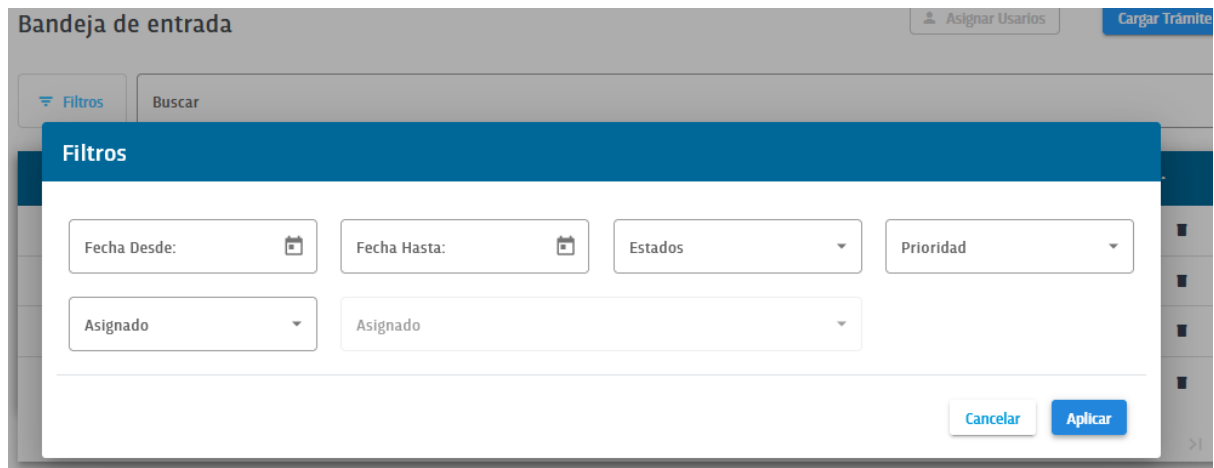 Bandeja de entrada
Asignar Usarios
Cargar Trámite
Filtros
Buscar
Filtros
Fecha Desde:
Fecha Hasta:
Estados
Prioridad
Asignado
Asignado
Cancelar
Aplicar